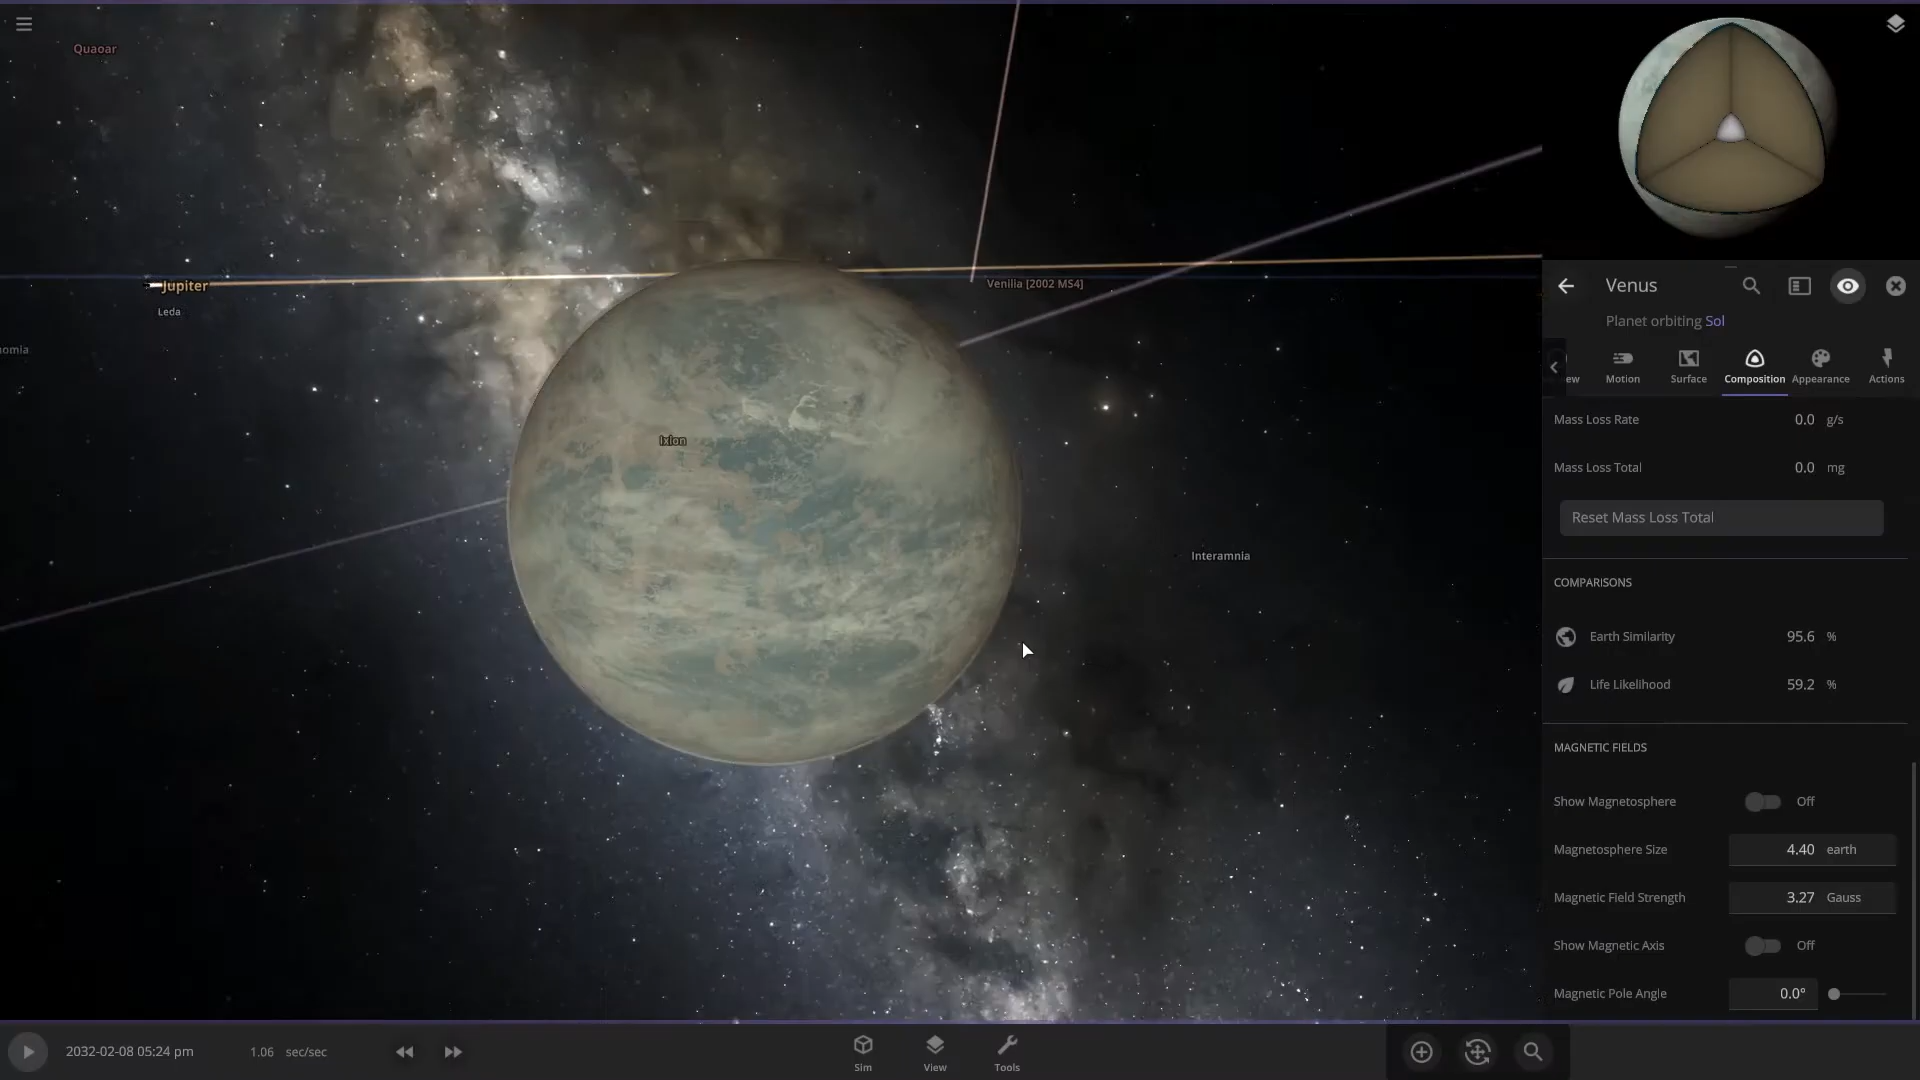 Quaoar
Jupiter
Leda
omia
Venilia [2002 MS4]
Ixion
Interamnia
Venus
Planet orbiting Sol
ew
Motion
Surface
Composition
Appearance
Actions
Mass Loss Rate 0.0 g/s
Mass Loss Total 0.0 mg
Reset Mass Loss Total
COMPARISONS
Earth Similarity 95.6 %
Life Likelihood 59.2 %
MAGNETIC FIELDS
Show Magnetosphere Off
Magnetosphere Size 4.40 earth
Magnetic Field Strength 3.27 Gauss
Show Magnetic Axis Off
Magnetic Pole Angle 0.0°
2032-02-08 05:24 pm
1.06 sec/sec
Sim
View
Tools